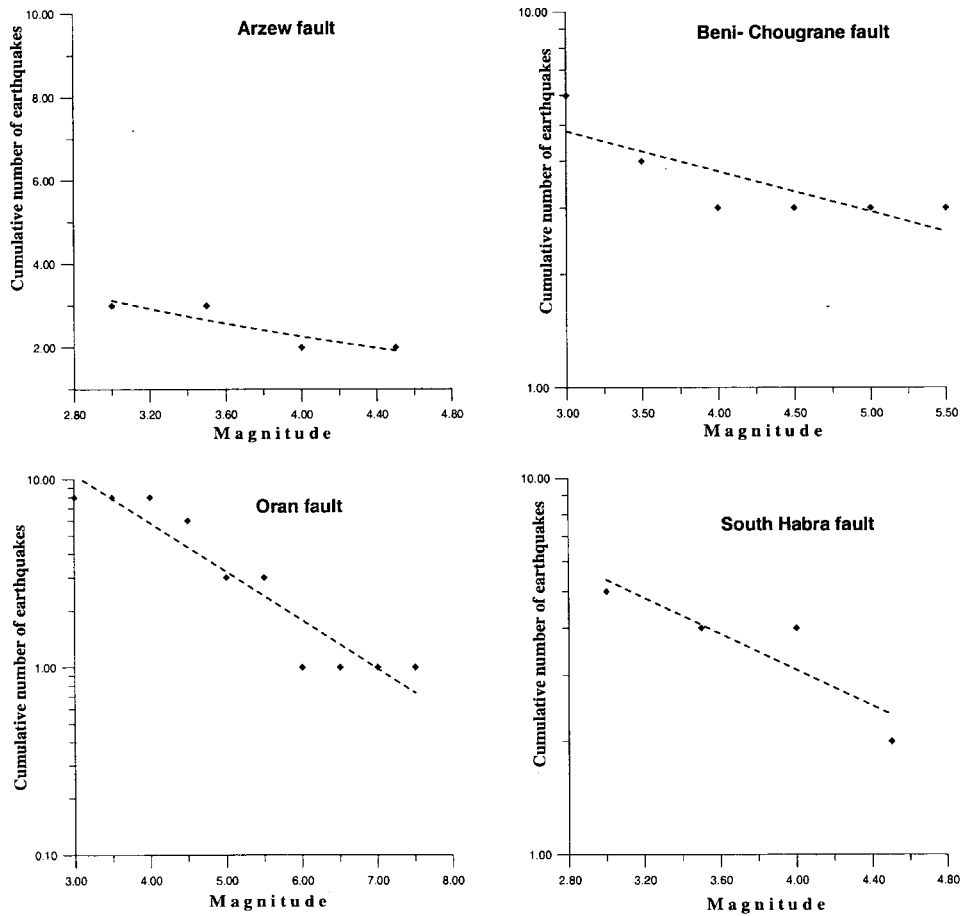 Arzew fault
Cumulative number of earthquakes
10.00
8.00
6.00
4.00
2.00
2.80 3.20 3.60 4.00 4.40 4.80
Magnitude
Beni- Chougrane fault
Cumulative number of earthquakes
10.00
1.00
3.00 3.50 4.00 4.50 5.00 5.50
Magnitude
Oran fault
Cumulative number of earthquakes
10.00
1.00
0.10
3.00 4.00 5.00 6.00 7.00 8.00
Magnitude
South Habra fault
Cumulative number of earthquakes
10.00
1.00
2.80 3.20 3.60 4.00 4.40 4.80
Magnitude